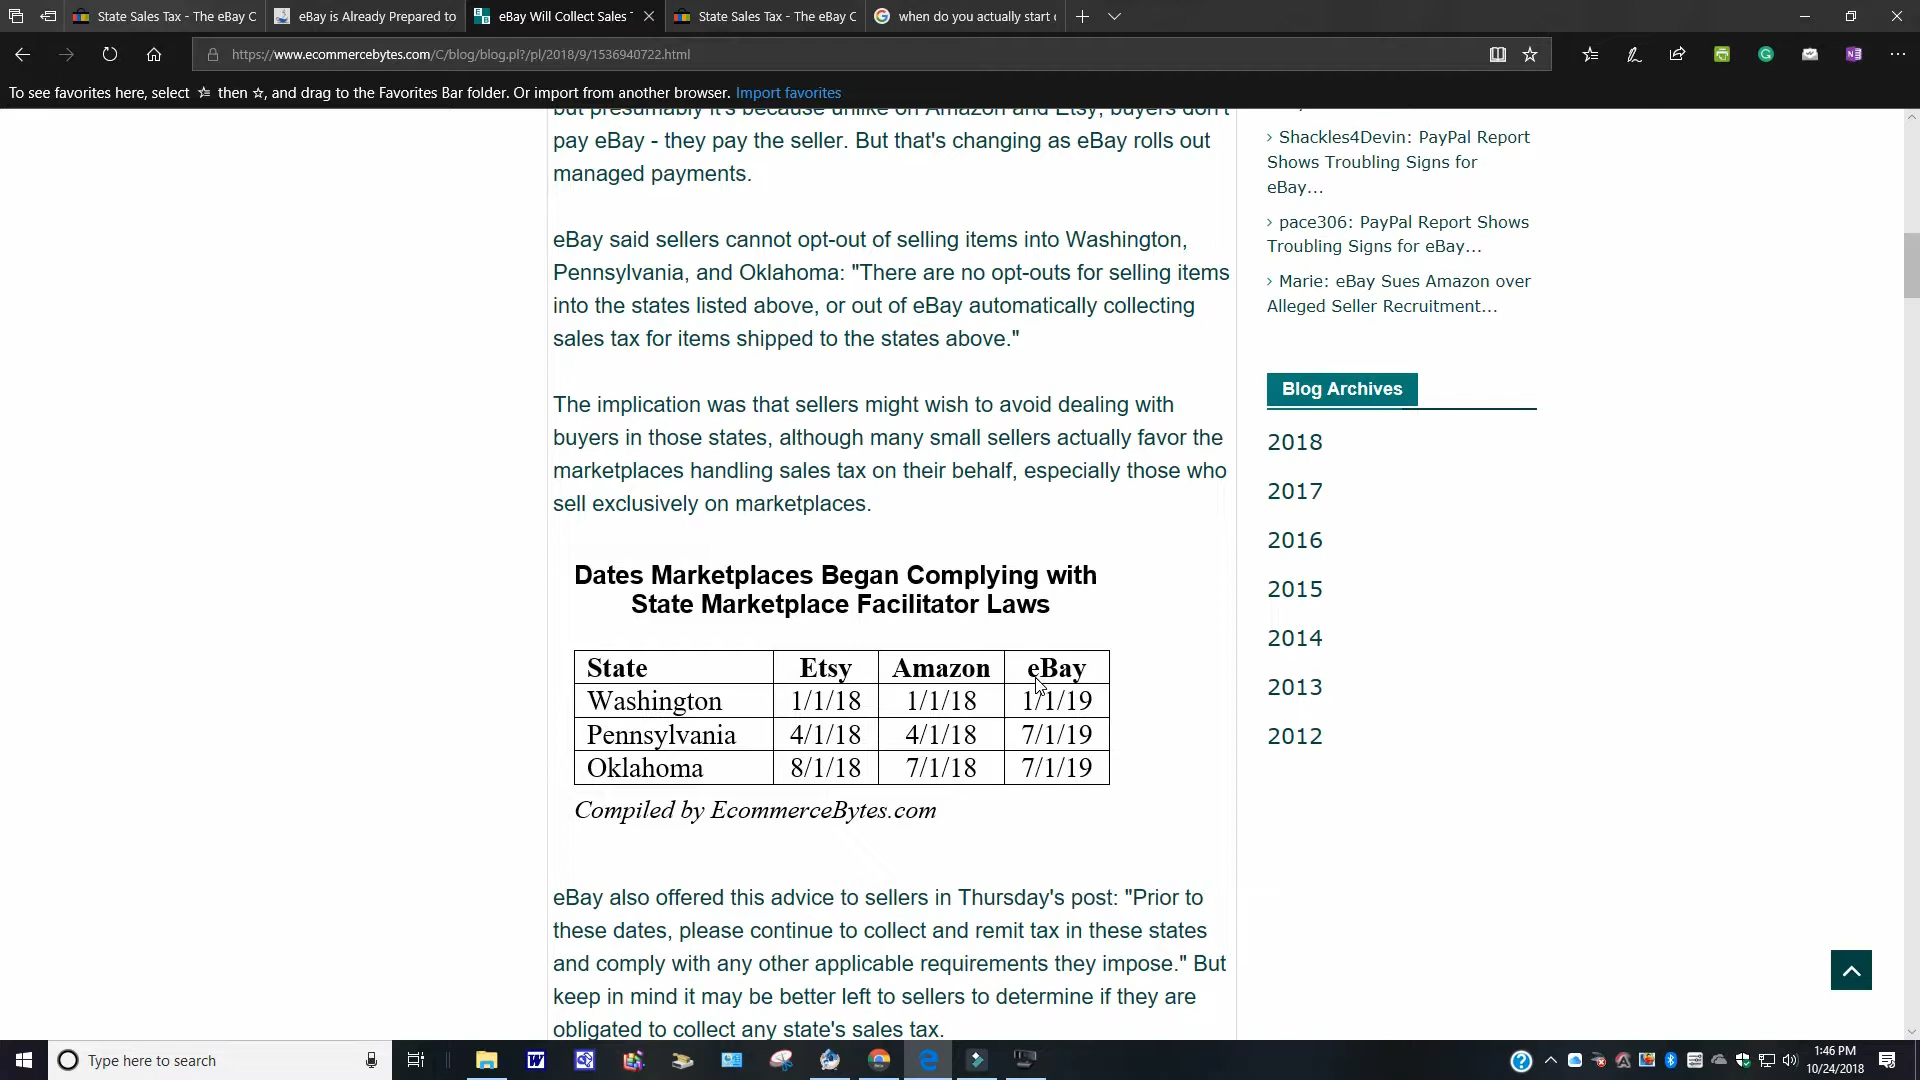 State Sales Tax - The eBay C
eBay is Already Prepared to
eBay Will Collect Sales
State Sales Tax - The eBay C
when do you actually start
https://www.ecommercebytes.com/C/blog/blog.pl?/pl/2018/9/1536940722.html
To see favorites here, select then ☆, and drag to the Favorites Bar folder. Or import from another browser. Import favorites
but presumably it's because unlike on Amazon and Etsy, buyers don't
pay eBay - they pay the seller. But that's changing as eBay rolls out
managed payments.
eBay said sellers cannot opt-out of selling items into Washington,
Pennsylvania, and Oklahoma: "There are no opt-outs for selling items
into the states listed above, or out of eBay automatically collecting
sales tax for items shipped to the states above."
The implication was that sellers might wish to avoid dealing with
buyers in those states, although many small sellers actually favor the
marketplaces handling sales tax on their behalf, especially those who
sell exclusively on marketplaces.
Dates Marketplaces Began Complying with
State Marketplace Facilitator Laws
State Etsy Amazon eBay
Washington 1/1/18 1/1/18 1/1/19
Pennsylvania 4/1/18 4/1/18 7/1/19
Oklahoma 8/1/18 7/1/18 7/1/19
Compiled by EcommerceBytes.com
eBay also offered this advice to sellers in Thursday's post: "Prior to
these dates, please continue to collect and remit tax in these states
and comply with any other applicable requirements they impose." But
keep in mind it may be better left to sellers to determine if they are
obligated to collect any state's sales tax.
› Shackles4Devin: PayPal Report
Shows Troubling Signs for
eBay...
› pace306: PayPal Report Shows
Troubling Signs for eBay...
› Marie: eBay Sues Amazon over
Alleged Seller Recruitment...
Blog Archives
2018
2017
2016
2015
2014
2013
2012
Type here to search
1:46 PM
10/24/2018